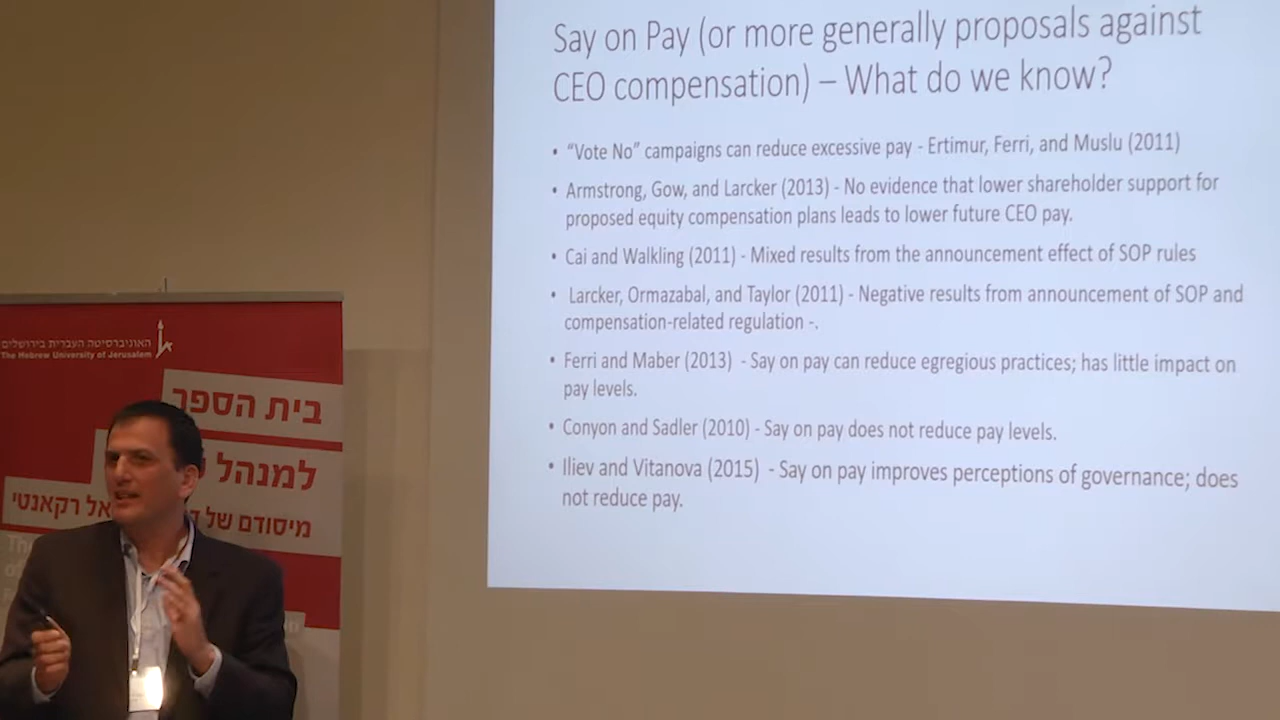 Say on Pay (or more generally proposals against
CEO compensation) – What do we know?
• "Vote No" campaigns can reduce excessive pay - Ertimur, Ferri, and Muslu (2011)
• Armstrong, Gow, and Larcker (2013) - No evidence that lower shareholder support for
proposed equity compensation plans leads to lower future CEO pay.
• Cai and Walkling (2011) - Mixed results from the announcement effect of SOP rules
• Larcker, Ormazabal, and Taylor (2011) - Negative results from announcement of SOP and
compensation-related regulation -.
• Ferri and Maber (2013) - Say on pay can reduce egregious practices; has little impact on
pay levels.
• Conyon and Sadler (2010) - Say on pay does not reduce pay levels.
• Iliev and Vitanova (2015) - Say on pay improves perceptions of governance; does
not reduce pay.
האוניברסיטה העברית בירושלים
The Hebrew University of Jerusalem
בית הספר
למנהל
מיסודם של רקאנטי